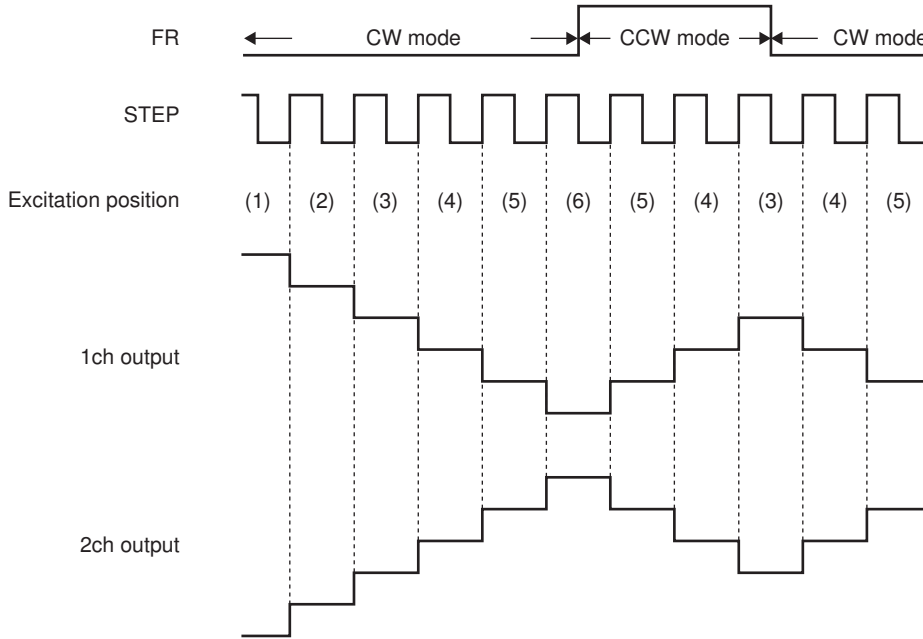 FR CW mode CCW mode CW mode
STEP
Excitation position (1) (2) (3) (4) (5) (6) (5) (4) (3) (4) (5)
1ch output
2ch output